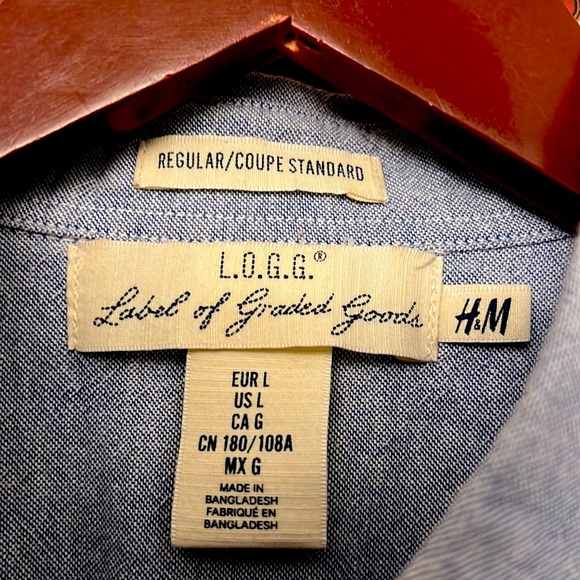 REGULAR/COUPE STANDARD
L.O.G.G.®
Label of Graded Goods
H&M
EUR L
US L
CA G
CN 180/108A
MX G
MADE IN
BANGLADESH
FABRIQUÉ EN
BANGLADESH